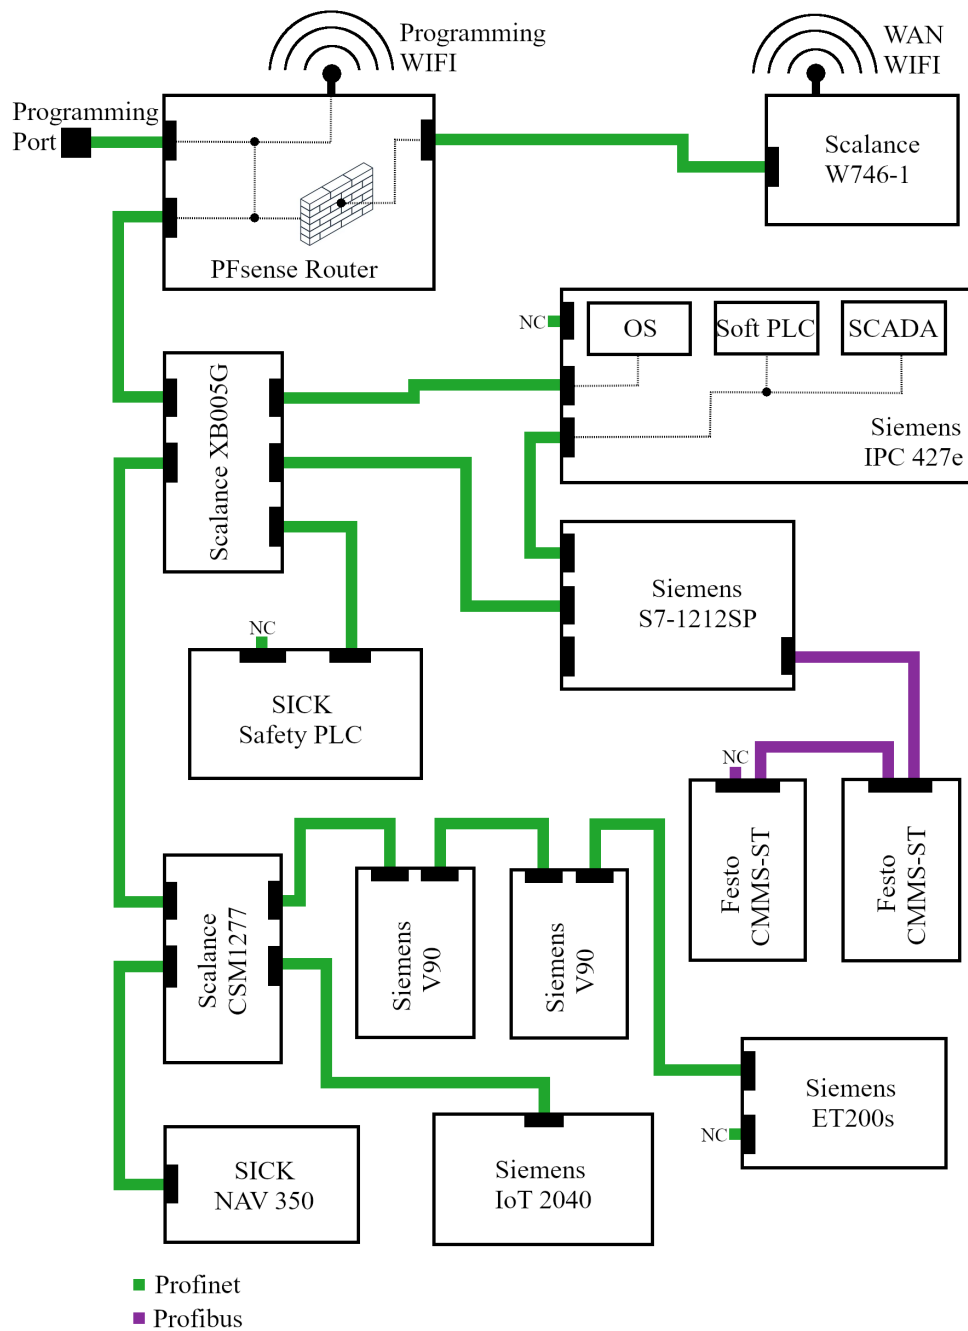 Programming
WIFI
WAN
WIFI
Programming
Port
Scalance
W746-1
PFsense Router
NC
OS
Soft PLC
SCADA
Siemens
IPC 427e
Scalance XB005G
Siemens
S7-1212SP
NC
SICK
Safety PLC
NC
Festo
CMMS-ST
Festo
CMMS-ST
Scalance
CSM1277
Siemens
V90
Siemens
V90
Siemens
ET200s
NC
SICK
NAV 350
Siemens
IoT 2040
Profinet
Profibus